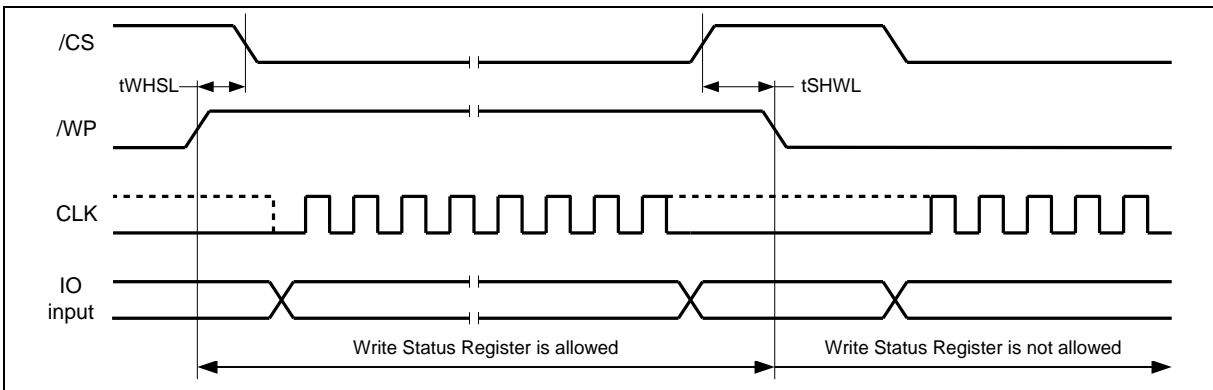 /CS
tWHSL
tSHWL
/WP
CLK
IO
input
Write Status Register is allowed
Write Status Register is not allowed